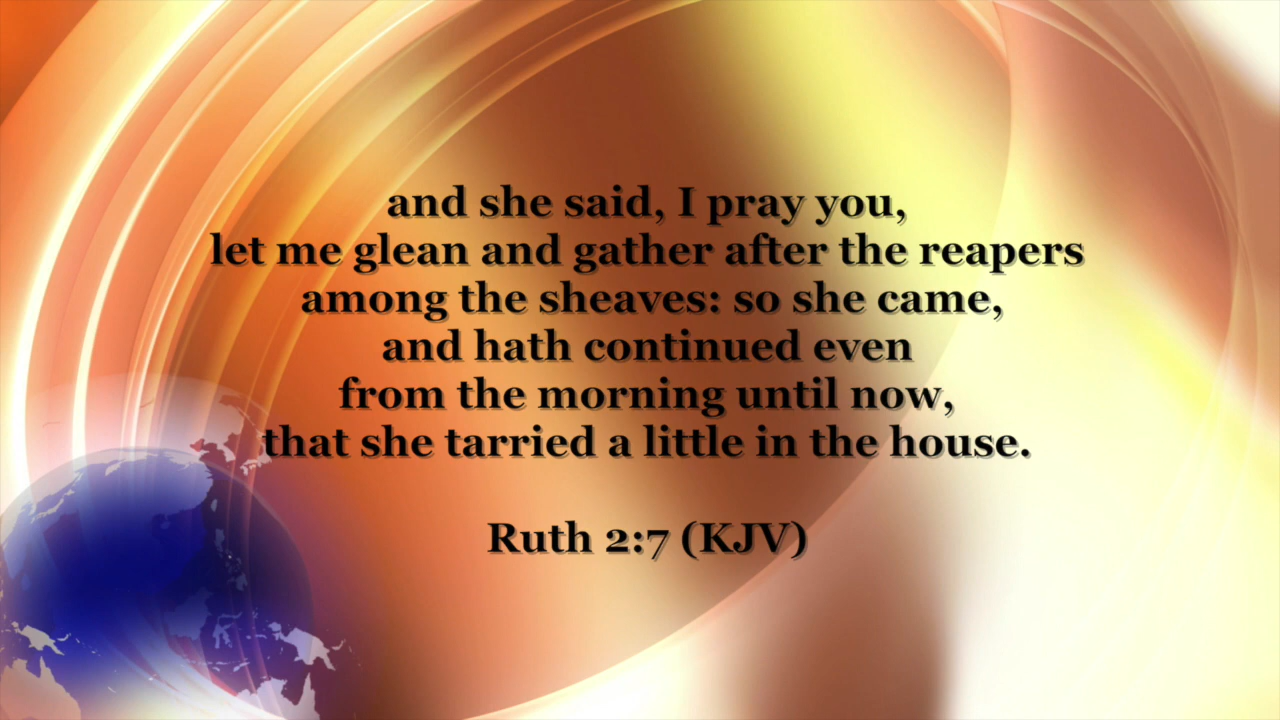 and she said, I pray you,
let me glean and gather after the reapers
among the sheaves: so she came,
and hath continued even
from the morning until now,
that she tarried a little in the house.
Ruth 2:7 (KJV)